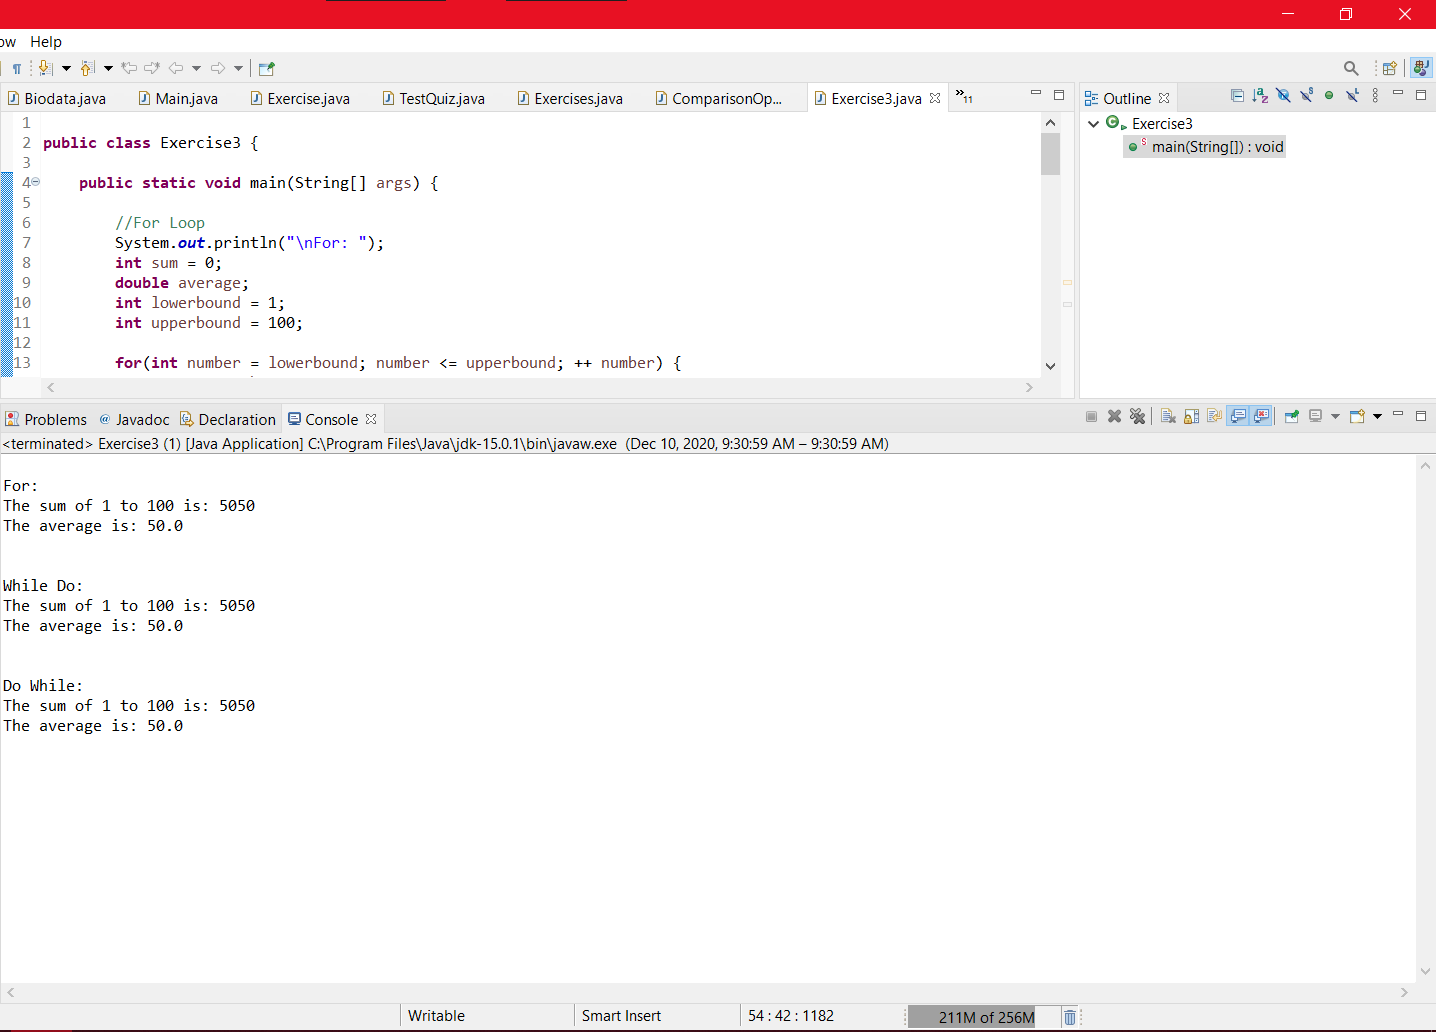 ow Help
Biodata.java Main.java Exercise.java TestQuiz.java Exercises.java ComparisonOp... Exercise3.java »11 Outline
1
2 public class Exercise3 {
3
4 public static void main(String[] args) {
5
6 //For Loop
7 System.out.println("\nFor: ");
8 int sum = 0;
9 double average;
10 int lowerbound = 1;
11 int upperbound = 100;
12
13 for(int number = lowerbound; number <= upperbound; ++ number) {
Exercise3
main(String[]) : void
Problems @ Javadoc Declaration Console
<terminated> Exercise3 (1) [Java Application] C:\Program Files\Java\jdk-15.0.1\bin\javaw.exe (Dec 10, 2020, 9:30:59 AM – 9:30:59 AM)
For:
The sum of 1 to 100 is: 5050
The average is: 50.0
While Do:
The sum of 1 to 100 is: 5050
The average is: 50.0
Do While:
The sum of 1 to 100 is: 5050
The average is: 50.0
Writable Smart Insert 54 : 42 : 1182 211M of 256M